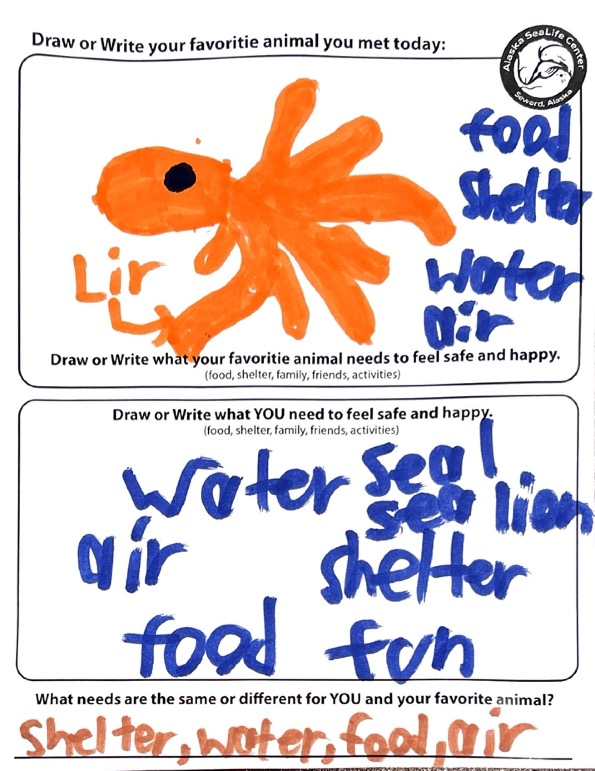 Draw or Write your favoritie animal you met today:
Alaska SeaLife Center
Seward, Alaska
food
shelter
water
air
Lir
Draw or Write what your favoritie animal needs to feel safe and happy.
(food, shelter, family, friends, activities)
Draw or Write what YOU need to feel safe and happy.
(food, shelter, family, friends, activities)
water seal
sea lion
air shelter
food fun
What needs are the same or different for YOU and your favorite animal?
shelter, water, food, air